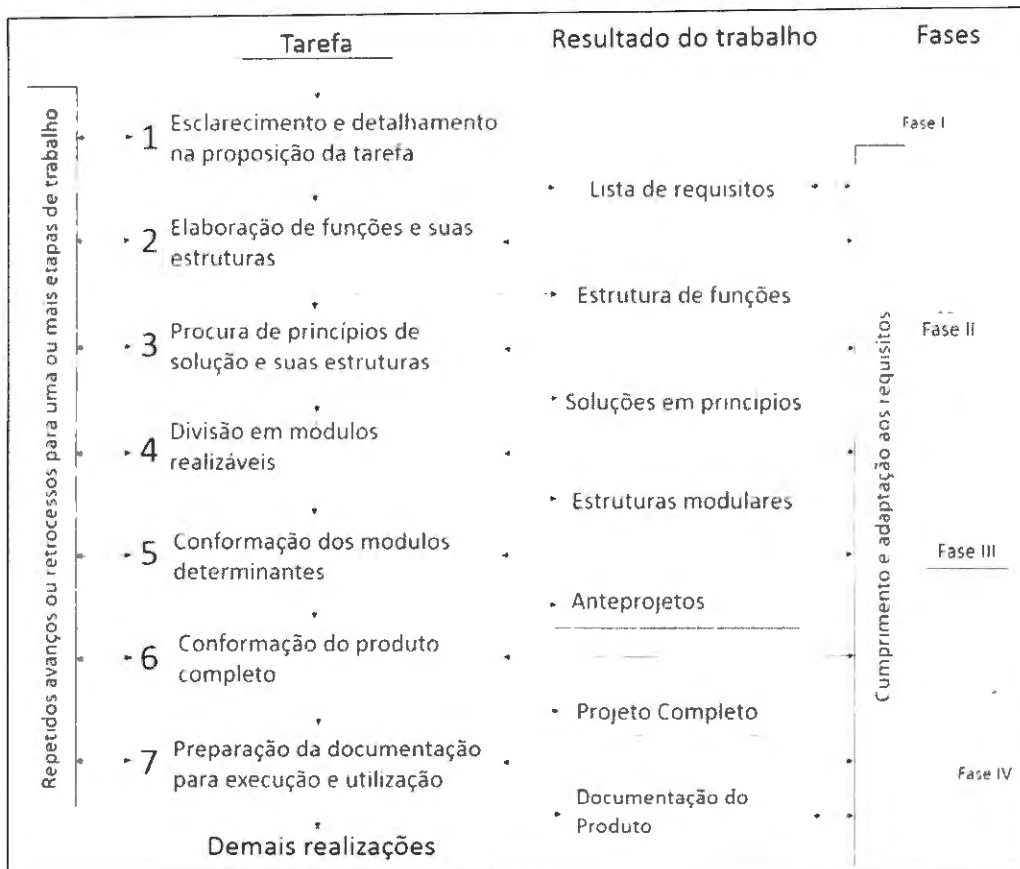 Tarefa
Resultado do trabalho
Fases
Repetidos avanços ou retrocessos para uma ou mais etapas de trabalho
1 Esclarecimento e detalhamento
na proposição da tarefa
Fase I
Lista de requisitos
2 Elaboração de funções e suas
estruturas
Estrutura de funções
3 Procura de princípios de
solução e suas estruturas
Fase II
Soluções em princípios
4 Divisão em módulos
realizáveis
Estruturas modulares
5 Conformação dos modulos
determinantes
Fase III
Anteprojetos
6 Conformação do produto
completo
Projeto Completo
7 Preparação da documentação
para execução e utilização
Fase IV
Documentação do
Produto
Demais realizações
Cumprimento e adaptação aos requisitos